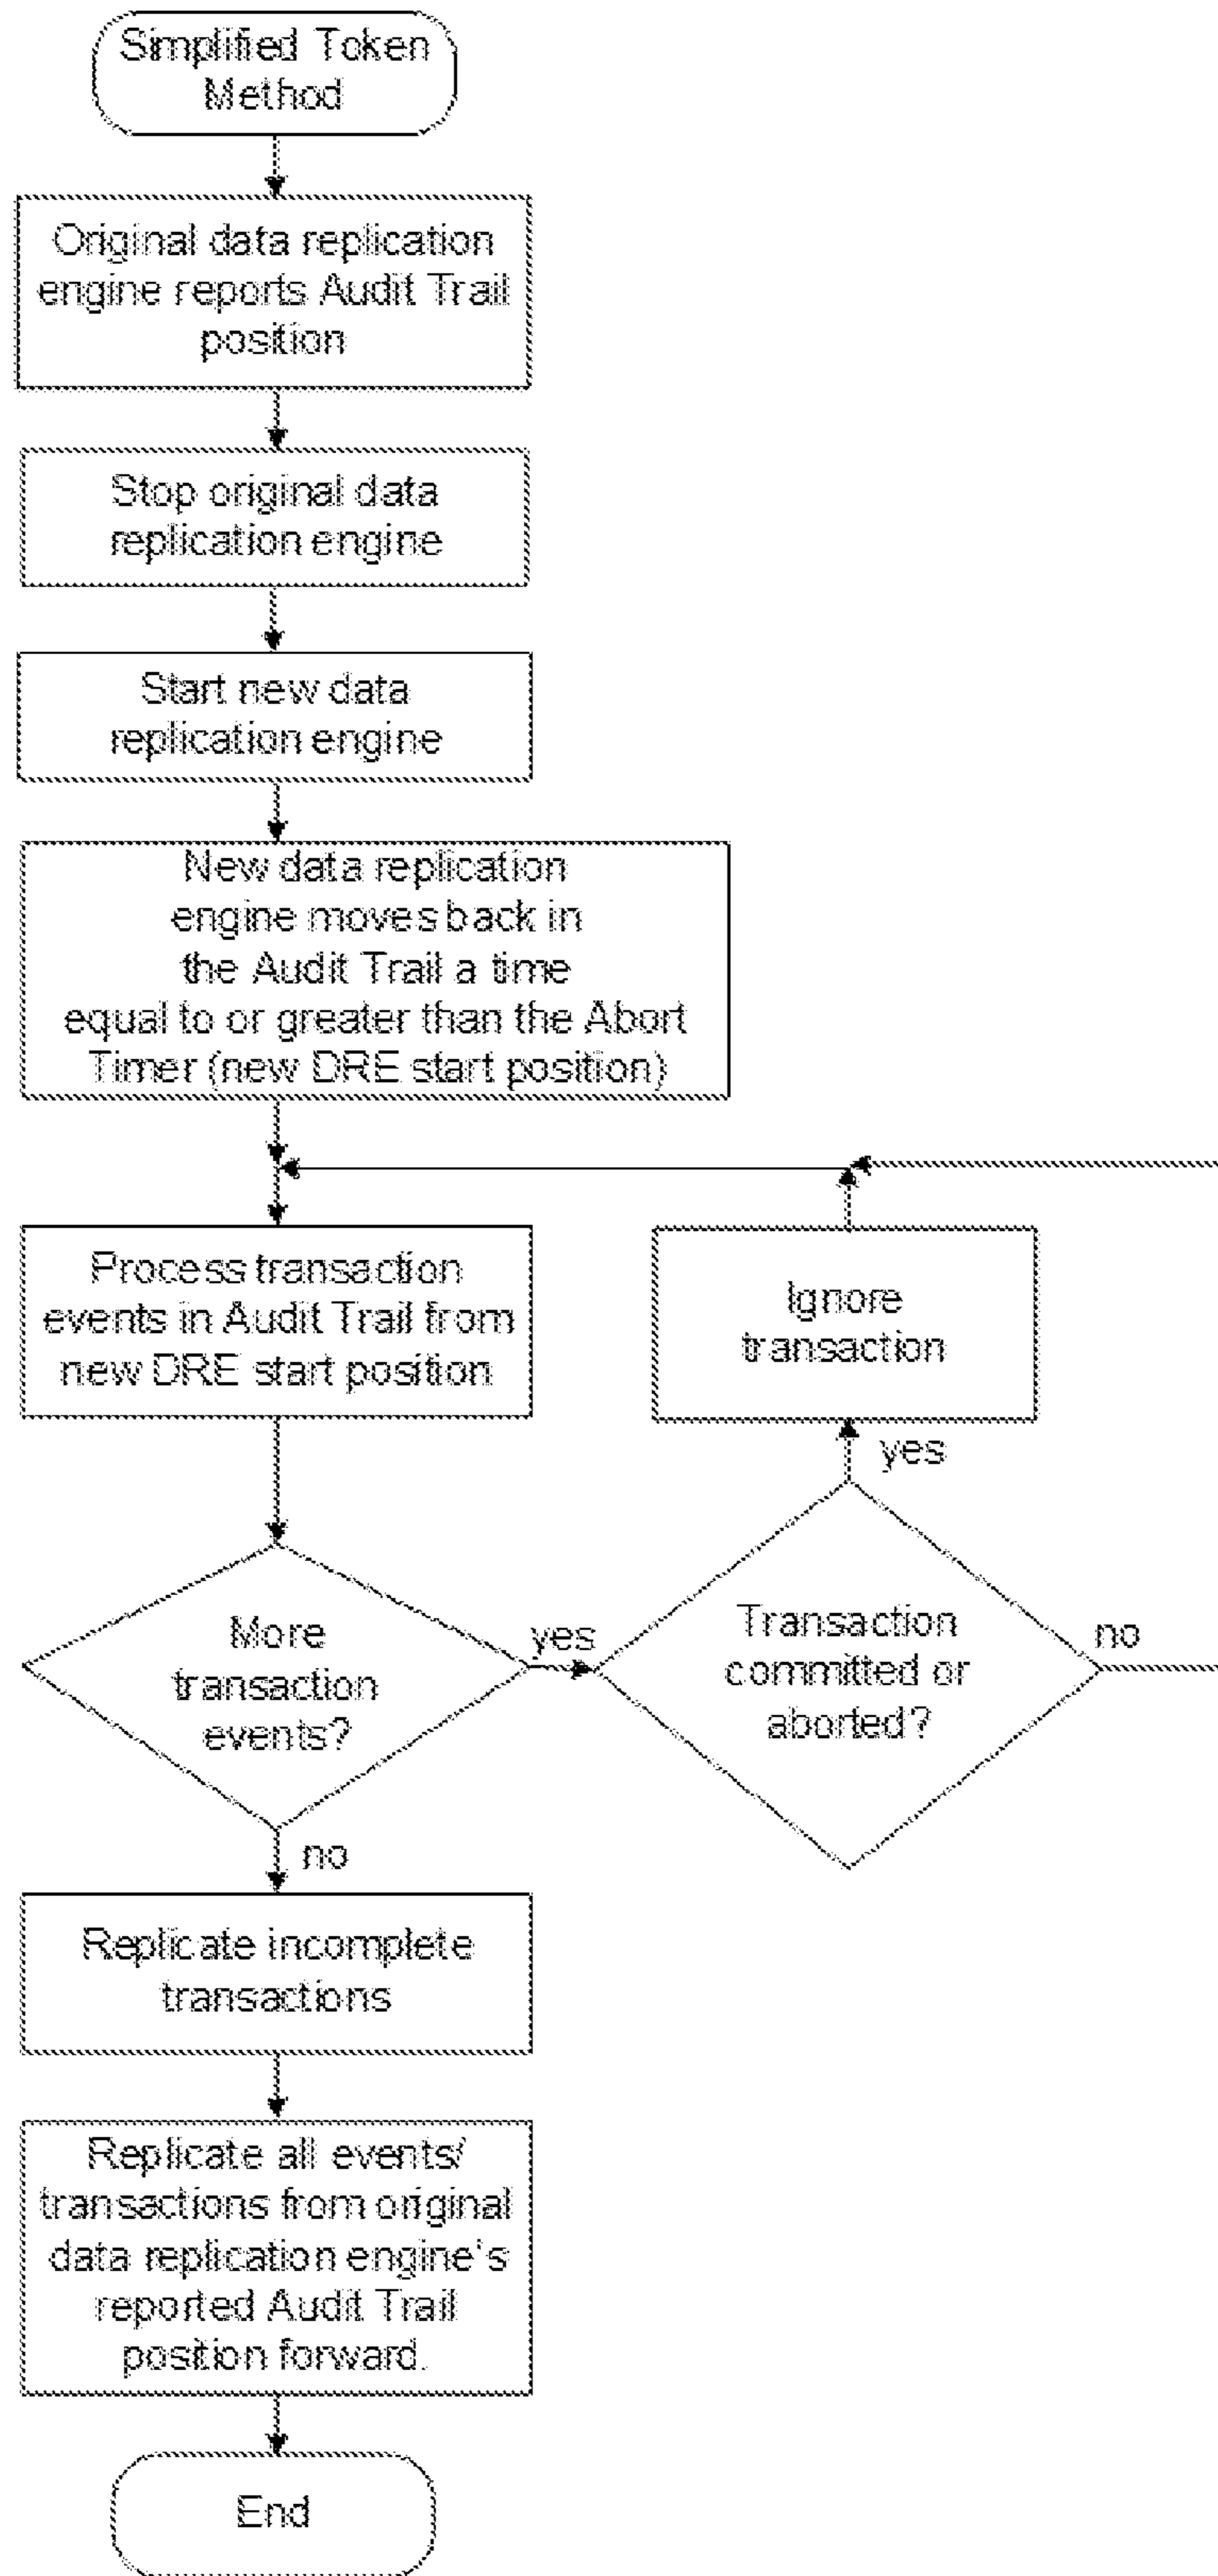 Simplified Token
Method
Original data replication
engine reports Audit Trail
position
Stop original data
replication engine
Start new data
replication engine
New data replication
engine moves back in
the Audit Trail a time
equal to or greater than the Abort
Timer (new DRE start position)
Process transaction
events in Audit Trail from
new DRE start position
Ignore
transaction
yes
More
transaction
events?
yes
Transaction
committed or
aborted?
no
no
Replicate incomplete
transactions
Replicate all events/
transactions from original
data replication engine's
reported Audit Trail
position forward.
End